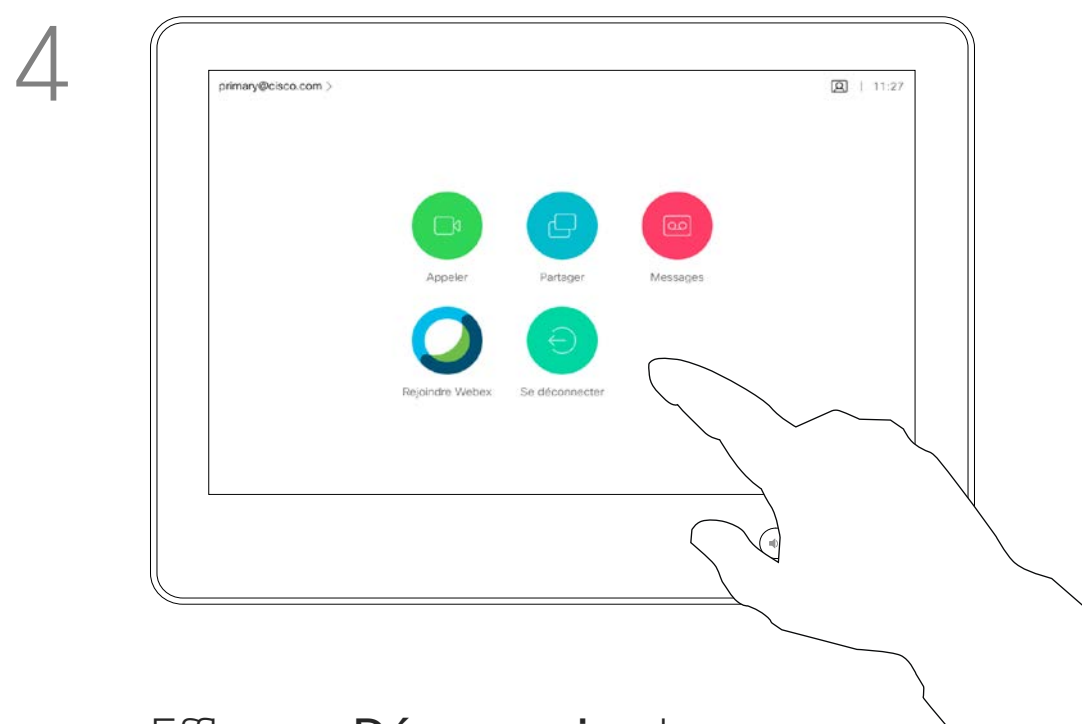 4
primary@cisco.com >
11:27
Appeler
Partager
Messages
Rejoindre Webex
Se déconnecter